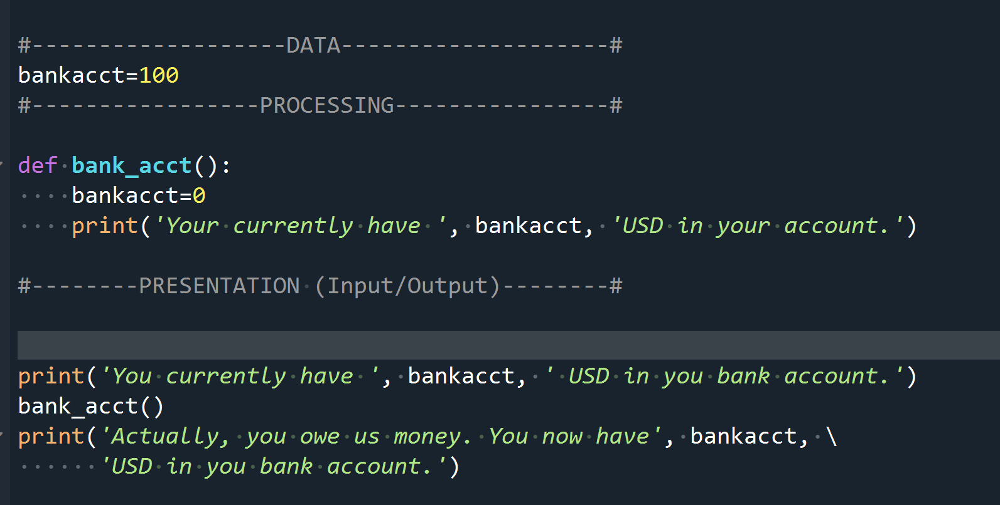 #-------------------DATA--------------------#
bankacct=100
#-----------------PROCESSING----------------#
def bank_acct():
    bankacct=0
    print('Your currently have ', bankacct, 'USD in your account.')
#--------PRESENTATION (Input/Output)--------#
print('You currently have ', bankacct, ' USD in you bank account.')
bank_acct()
print('Actually, you owe us money. You now have', bankacct, \
      'USD in you bank account.')